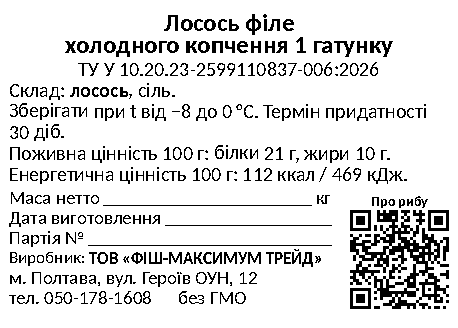 Лосось філе
холодного копчення 1 гатунку
ТУ У 10.20.23-2599110837-006:2026
Склад: лосось, сіль.
Зберігати при t від −8 до 0 °С. Термін придатності
30 діб.
Поживна цінність 100 г: білки 21 г, жири 10 г.
Енергетична цінність 100 г: 112 ккал / 469 кДж.
Маса нетто ______________________ кг
Про рибу
Дата виготовлення __________________
Партія № __________________________
Виробник: ТОВ «ФІШ-МАКСИМУМ ТРЕЙД»
м. Полтава, вул. Героїв ОУН, 12
тел. 050-178-1608 без ГМО